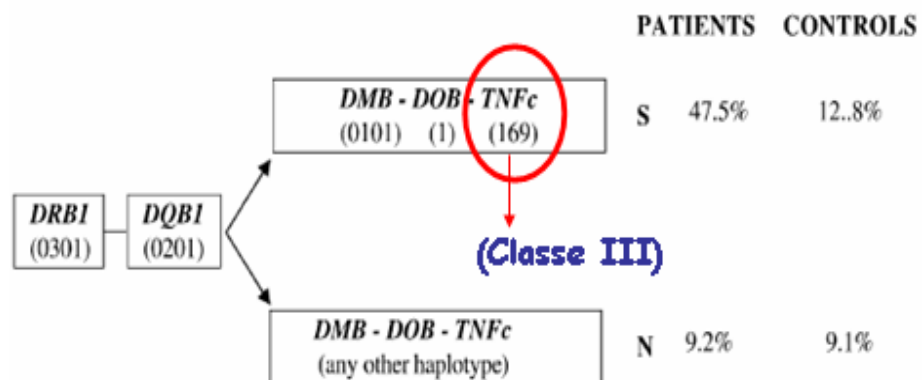 PATIENTS CONTROLS
DMB - DOB - TNFc
(0101) (1) (169)
S 47.5% 12..8%
DRB1 DQB1
(0301) (0201)
(Classe III)
DMB - DOB - TNFc
(any other haplotype)
N 9.2% 9.1%